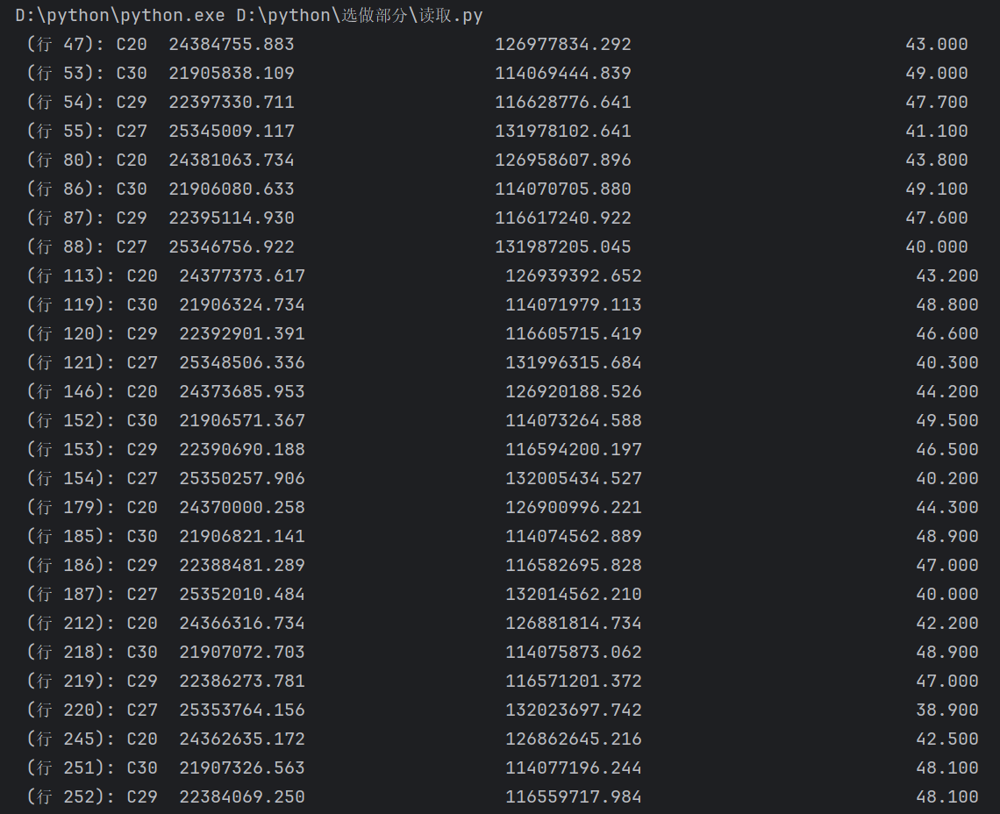 D:\python\python.exe D:\python\选做部分\读取.py
(行 47): C20  24384755.883                   126977834.292                          43.000
(行 53): C30  21905838.109                   114069444.839                          49.000
(行 54): C29  22397330.711                   116628776.641                          47.700
(行 55): C27  25345009.117                   131978102.641                          41.100
(行 80): C20  24381063.734                   126958607.896                          43.800
(行 86): C30  21906080.633                   114070705.880                          49.100
(行 87): C29  22395114.930                   116617240.922                          47.600
(行 88): C27  25346756.922                   131987205.045                          40.000
(行 113): C20  24377373.617                   126939392.652                          43.200
(行 119): C30  21906324.734                   114071979.113                          48.800
(行 120): C29  22392901.391                   116605715.419                          46.600
(行 121): C27  25348506.336                   131996315.684                          40.300
(行 146): C20  24373685.953                   126920188.526                          44.200
(行 152): C30  21906571.367                   114073264.588                          49.500
(行 153): C29  22390690.188                   116594200.197                          46.500
(行 154): C27  25350257.906                   132005434.527                          40.200
(行 179): C20  24370000.258                   126900996.221                          44.300
(行 185): C30  21906821.141                   114074562.889                          48.900
(行 186): C29  22388481.289                   116582695.828                          47.000
(行 187): C27  25352010.484                   132014562.210                          40.000
(行 212): C20  24366316.734                   126881814.734                          42.200
(行 218): C30  21907072.703                   114075873.062                          48.900
(行 219): C29  22386273.781                   116571201.372                          47.000
(行 220): C27  25353764.156                   132023697.742                          38.900
(行 245): C20  24362635.172                   126862645.216                          42.500
(行 251): C30  21907326.563                   114077196.244                          48.100
(行 252): C29  22384069.250                   116559717.984                          48.100